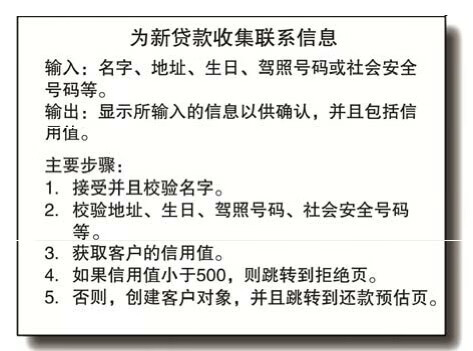 为新贷款收集联系信息
输入：名字、地址、生日、驾照号码或社会安全
号码等。
输出：显示所输入的信息以供确认，并且包括信
用值。
主要步骤：
1. 接受并且校验名字。
2. 校验地址、生日、驾照号码、社会安全号码
等。
3. 获取客户的信用值。
4. 如果信用值小于500，则跳转到拒绝页。
5. 否则，创建客户对象，并且跳转到还款预估页。